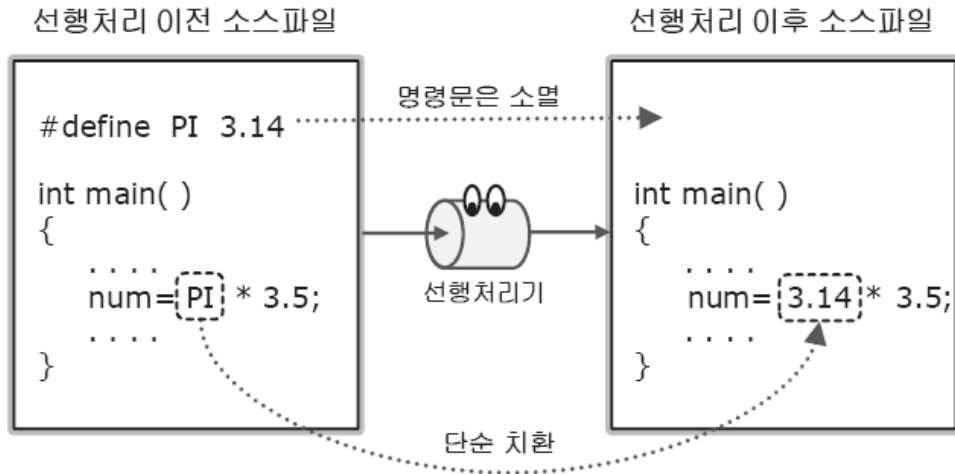 선행처리 이전 소스파일
#define PI 3.14
int main( )
{
. . . .
num=PI * 3.5;
. . . .
}
명령문은 소멸
선행처리기
단순 치환
선행처리 이후 소스파일
int main( )
{
. . . .
num= 3.14 * 3.5;
. . . .
}